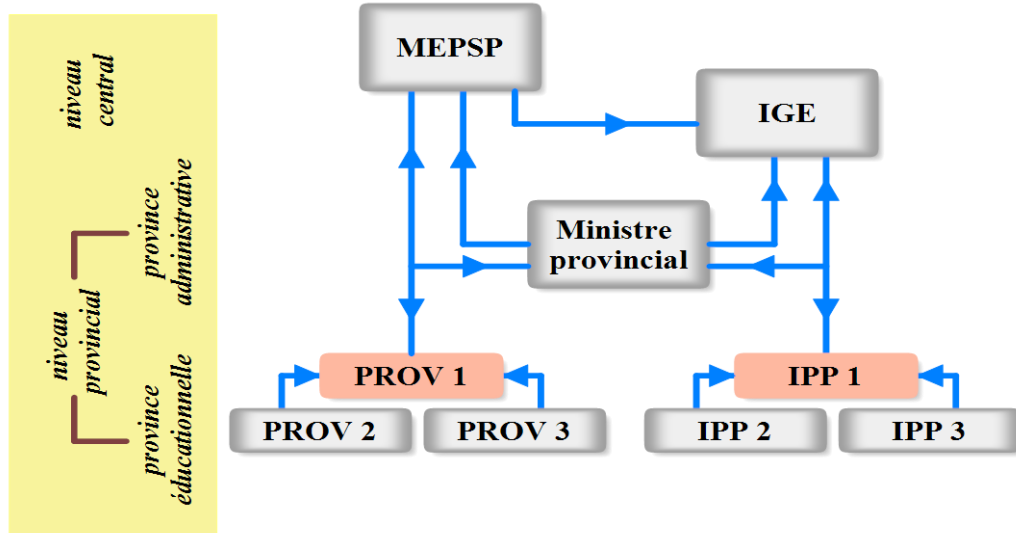 niveau
central
province
administrative
niveau
provincial
province
éducationnelle
MEPSP
IGE
Ministre
provincial
PROV 1
IPP 1
PROV 2
PROV 3
IPP 2
IPP 3